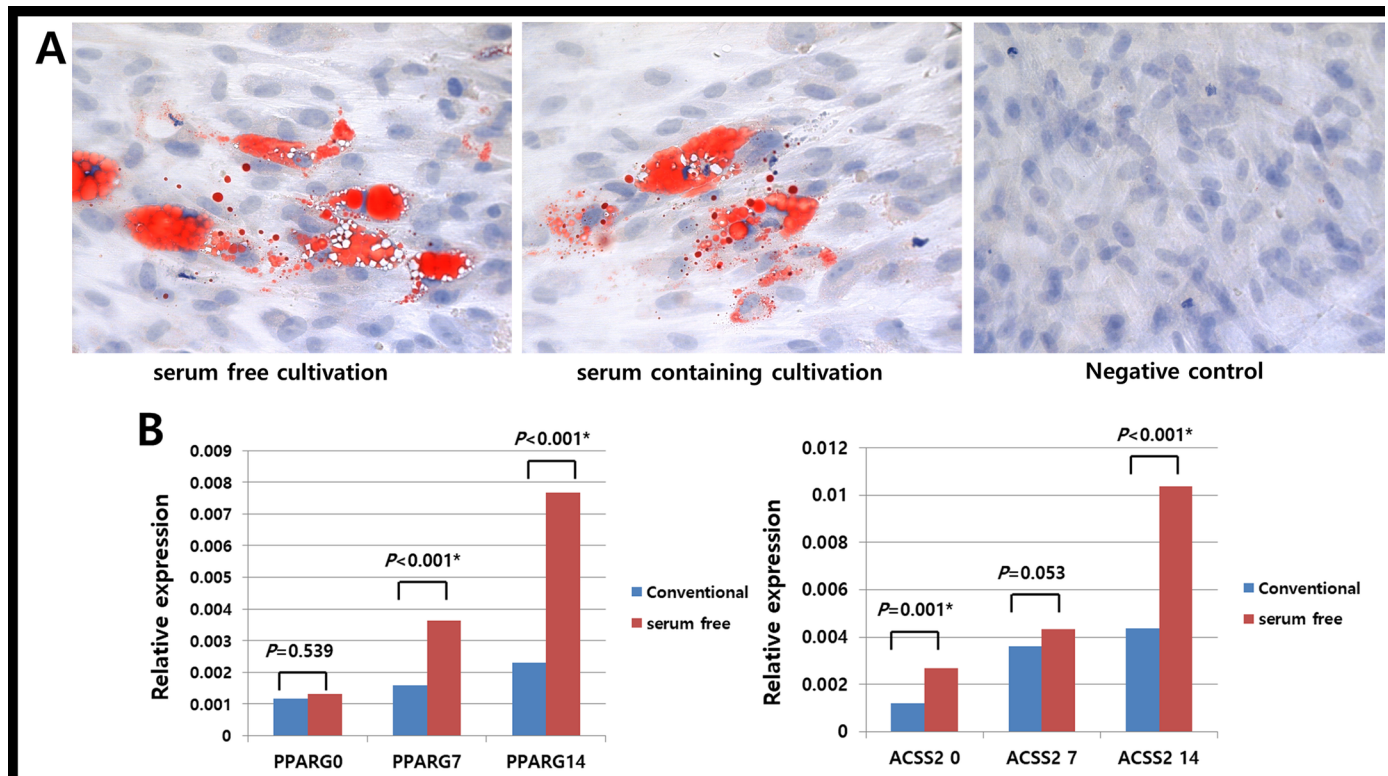 A
serum free cultivation
serum containing cultivation
Negative control
B
Relative expression
0.009
0.008
0.007
0.006
0.005
0.004
0.003
0.002
0.001
0
P=0.539
P<0.001*
P<0.001*
PPARG0
PPARG7
PPARG14
Conventional
serum free
Relative expression
0.012
0.01
0.008
0.006
0.004
0.002
0
P=0.001*
P=0.053
P<0.001*
ACSS2 0
ACSS2 7
ACSS2 14
Conventional
serum free